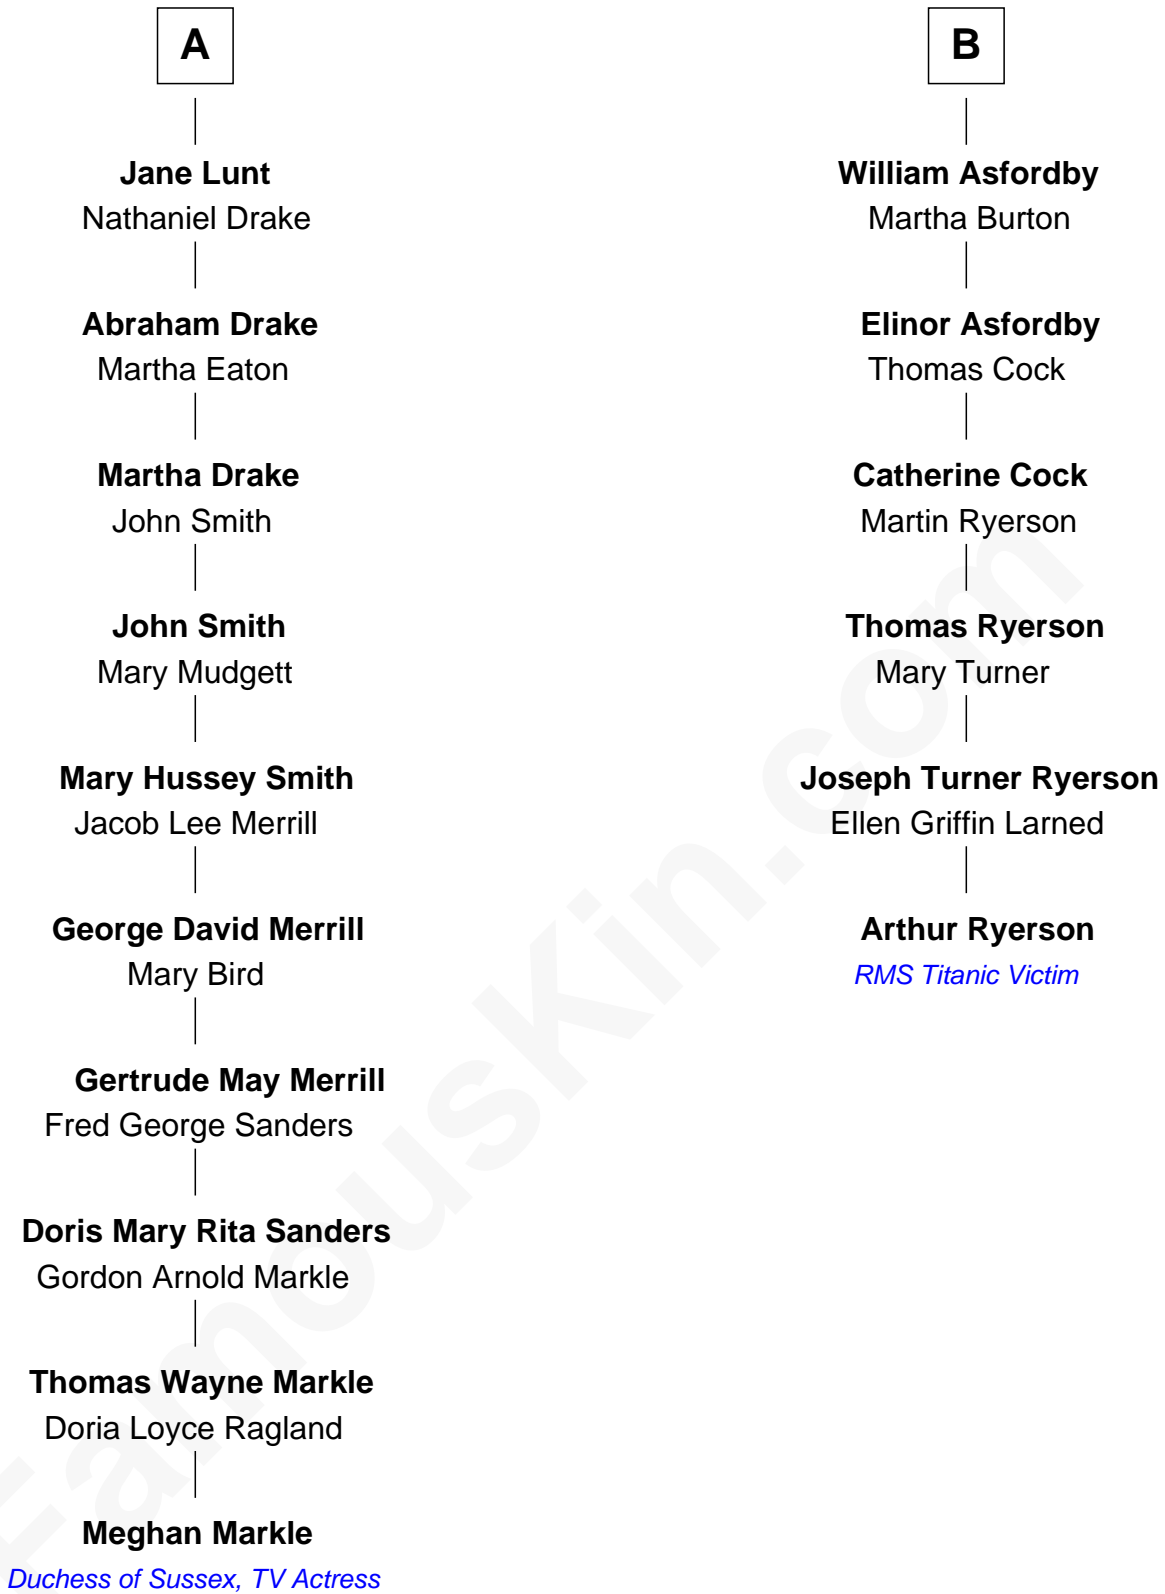 A
Jane Lunt
Nathaniel Drake
Abraham Drake
Martha Eaton
Martha Drake
John Smith
John Smith
Mary Mudgett
Mary Hussey Smith
Jacob Lee Merrill
George David Merrill
Mary Bird
Gertrude May Merrill
Fred George Sanders
Doris Mary Rita Sanders
Gordon Arnold Markle
Thomas Wayne Markle
Doria Loyce Ragland
Meghan Markle
Duchess of Sussex, TV Actress
B
William Asfordby
Martha Burton
Elinor Asfordby
Thomas Cock
Catherine Cock
Martin Ryerson
Thomas Ryerson
Mary Turner
Joseph Turner Ryerson
Ellen Griffin Larned
Arthur Ryerson
RMS Titanic Victim
FamousKin.com